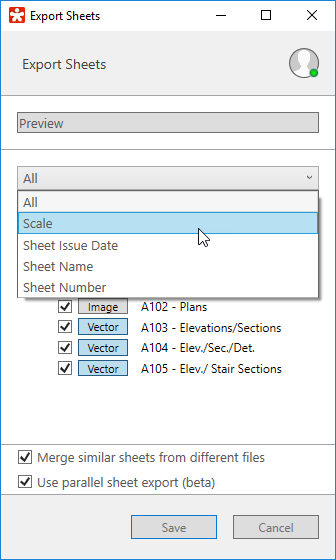 Export Sheets
Export Sheets
Preview
All
All
Scale
Sheet Issue Date
Sheet Name
Sheet Number
Image A102 - Plans
Vector A103 - Elevations/Sections
Vector A104 - Elev./Sec./Det.
Vector A105 - Elev./ Stair Sections
Merge similar sheets from different files
Use parallel sheet export (beta)
Save Cancel